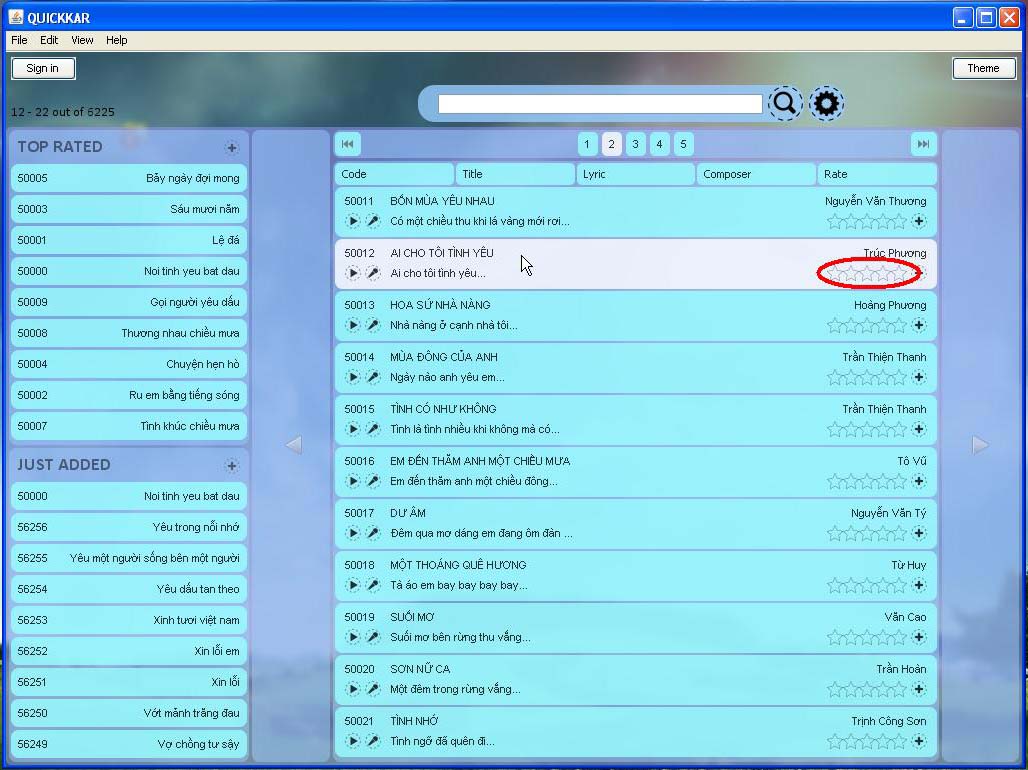 QUICKKAR
File Edit View Help
Sign in
Theme
12 - 22 out of 6225
TOP RATED
50005 Bảy ngày đợi mong
50003 Sáu mươi năm
50001 Lệ đá
50000 Noi tinh yeu bat dau
50009 Gọi người yêu dấu
50008 Thương nhau chiều mưa
50004 Chuyện hẹn hò
50002 Ru em bằng tiếng sóng
50007 Tình khúc chiều mưa
JUST ADDED
50000 Noi tinh yeu bat dau
56256 Yêu trong nỗi nhớ
56255 Yêu một người sống bên một người
56254 Yêu dấu tan theo
56253 Xinh tươi việt nam
56252 Xin lỗi em
56251 Xin lỗi
56250 Vớt mảnh trăng đau
56249 Vợ chồng tư sậy
1 2 3 4 5
Code Title Lyric Composer Rate
50011 BỐN MÙA YÊU NHAU Nguyễn Văn Thương
Có một chiều thu khi lá vàng mới rơi...
50012 AI CHO TÔI TÌNH YÊU Trúc Phương
Ai cho tôi tình yêu...
50013 HOA SỨ NHÀ NÀNG Hoàng Phương
Nhà nàng ở cạnh nhà tôi...
50014 MÙA ĐÔNG CỦA ANH Trần Thiện Thanh
Ngày nào anh yêu em...
50015 TÌNH CÓ NHƯ KHÔNG Trần Thiện Thanh
Tình là tình nhiều khi không mà có...
50016 EM ĐẾN THĂM ANH MỘT CHIỀU MƯA Tô Vũ
Em đến thăm anh một chiều đông...
50017 DƯ ÂM Nguyễn Văn Tý
Đêm qua mơ dáng em đang ôm đàn ...
50018 MỘT THOÁNG QUÊ HƯƠNG Từ Huy
Tà áo em bay bay bay bay...
50019 SUỐI MƠ Văn Cao
Suối mơ bên rừng thu vắng...
50020 SƠN NỮ CA Trần Hoàn
Một đêm trong rừng vắng...
50021 TÌNH NHỚ Trịnh Công Sơn
Tình ngỡ đã quên đi...